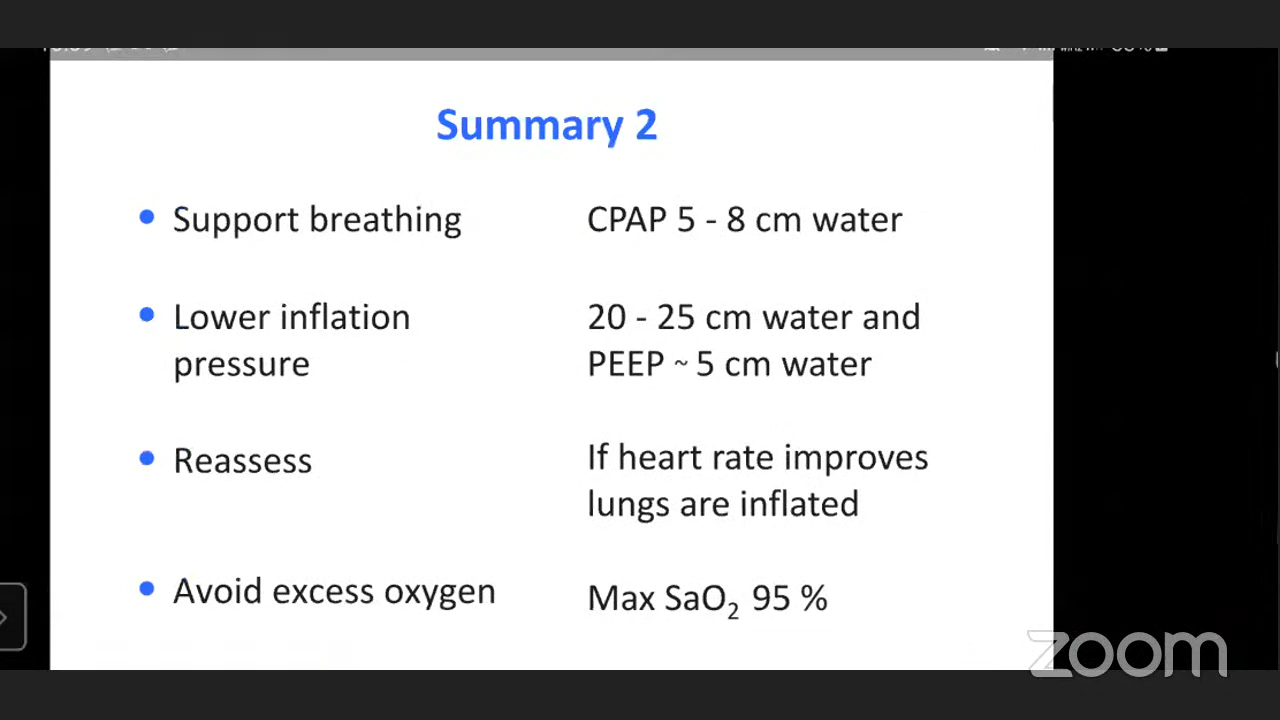 Summary 2
• Support breathing CPAP 5 - 8 cm water
• Lower inflation 20 - 25 cm water and
pressure PEEP ~ 5 cm water
• Reassess If heart rate improves
lungs are inflated
• Avoid excess oxygen Max SaO₂ 95 %
zoom